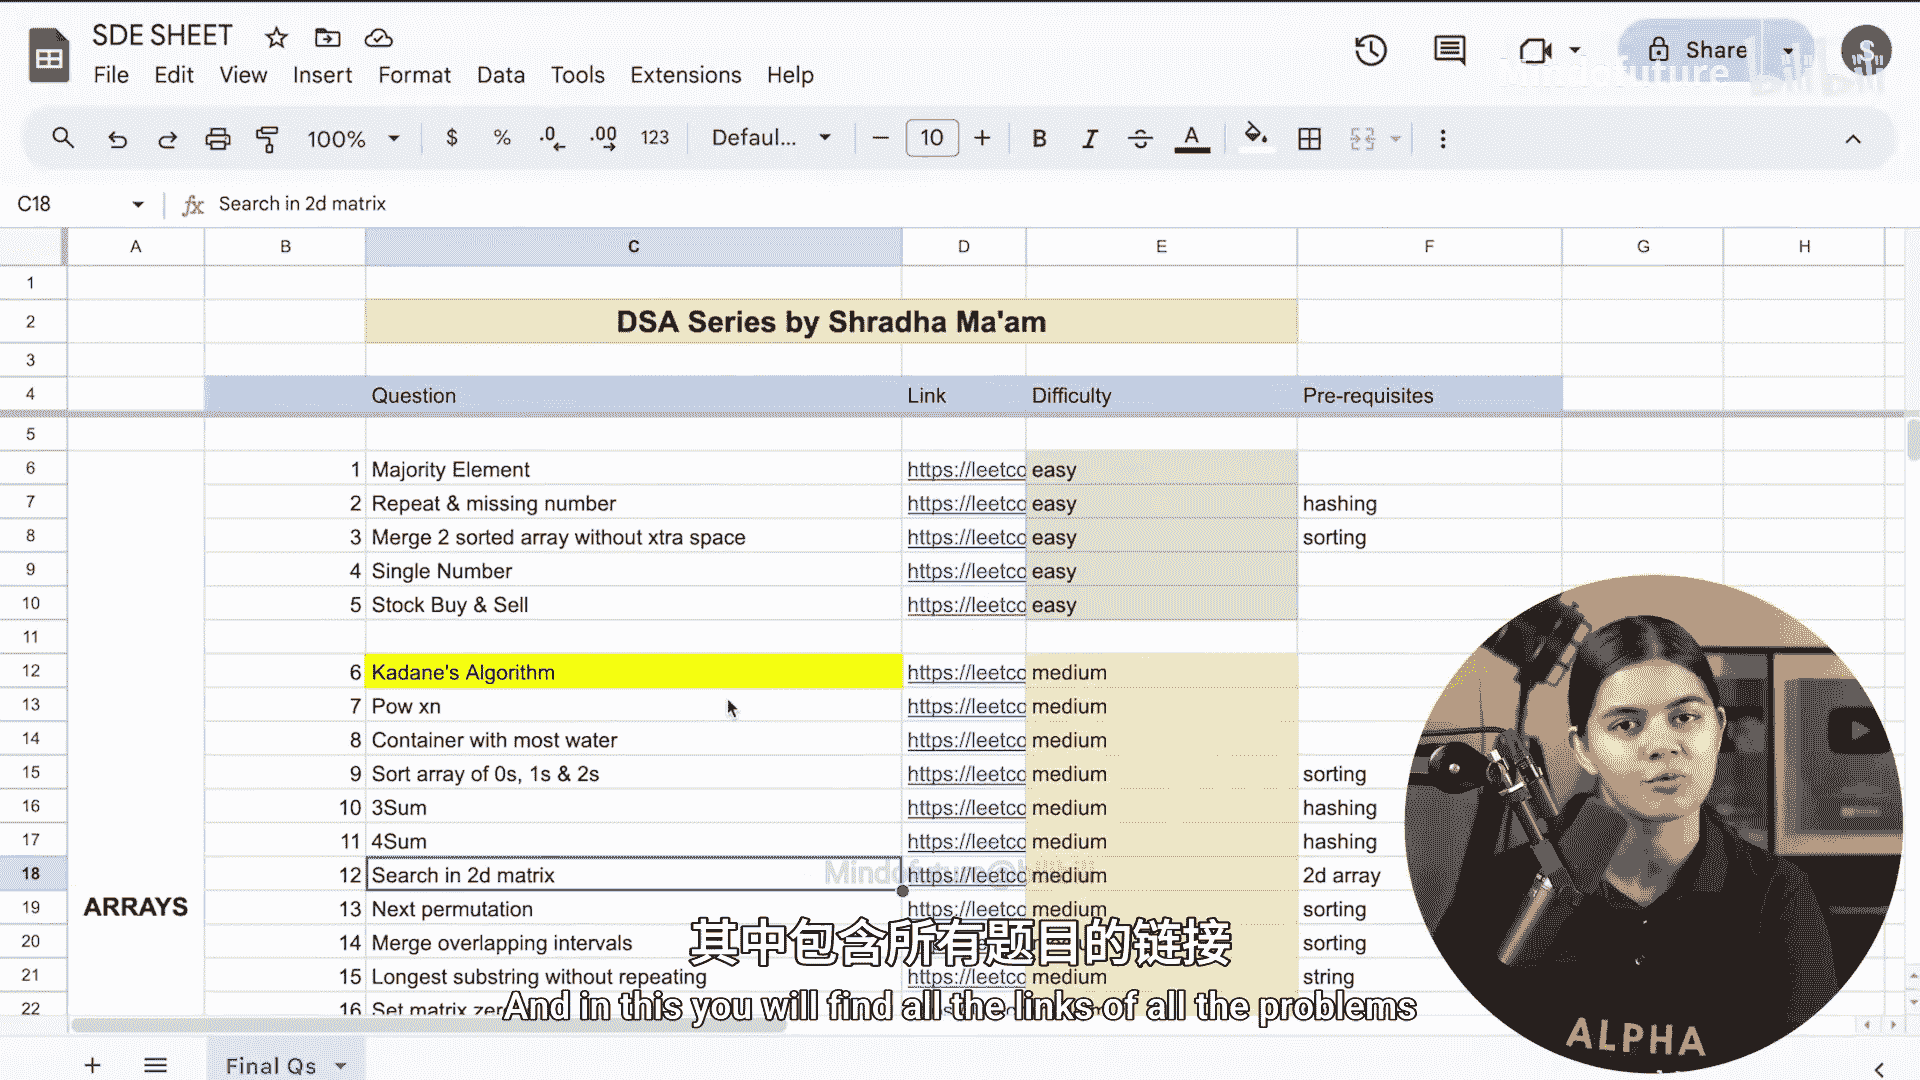 SDE SHEET
File Edit View Insert Format Data Tools Extensions Help
Share
S
Mindofuture bilibili
100% $ % .0 .00 123 Defaul... 10 B I A
C18 fx Search in 2d matrix
A B C D E F G H
1
2 DSA Series by Shradha Ma'am
3
4 Question Link Difficulty Pre-requisites
5
6 1 Majority Element https://leetco easy
7 2 Repeat & missing number https://leetco easy hashing
8 3 Merge 2 sorted array without xtra space https://leetco easy sorting
9 4 Single Number https://leetco easy
10 5 Stock Buy & Sell https://leetco easy
11
12 6 Kadane's Algorithm https://leetco medium
13 7 Pow xn https://leetco medium
14 8 Container with most water https://leetco medium
15 9 Sort array of 0s, 1s & 2s https://leetco medium sorting
16 10 3Sum https://leetco medium hashing
17 11 4Sum https://leetco medium hashing
18 12 Search in 2d matrix https://leetco medium 2d array
Mindofuture@bilibili
19 ARRAYS 13 Next permutation https://leetco medium sorting
20 14 Merge overlapping intervals sorting
21 15 Longest substring without repeating https://leetco medium string
22 16 Set matrix
其中包含所有题目的链接
And in this you will find all the links of all the problems
ALPHA
Final Qs